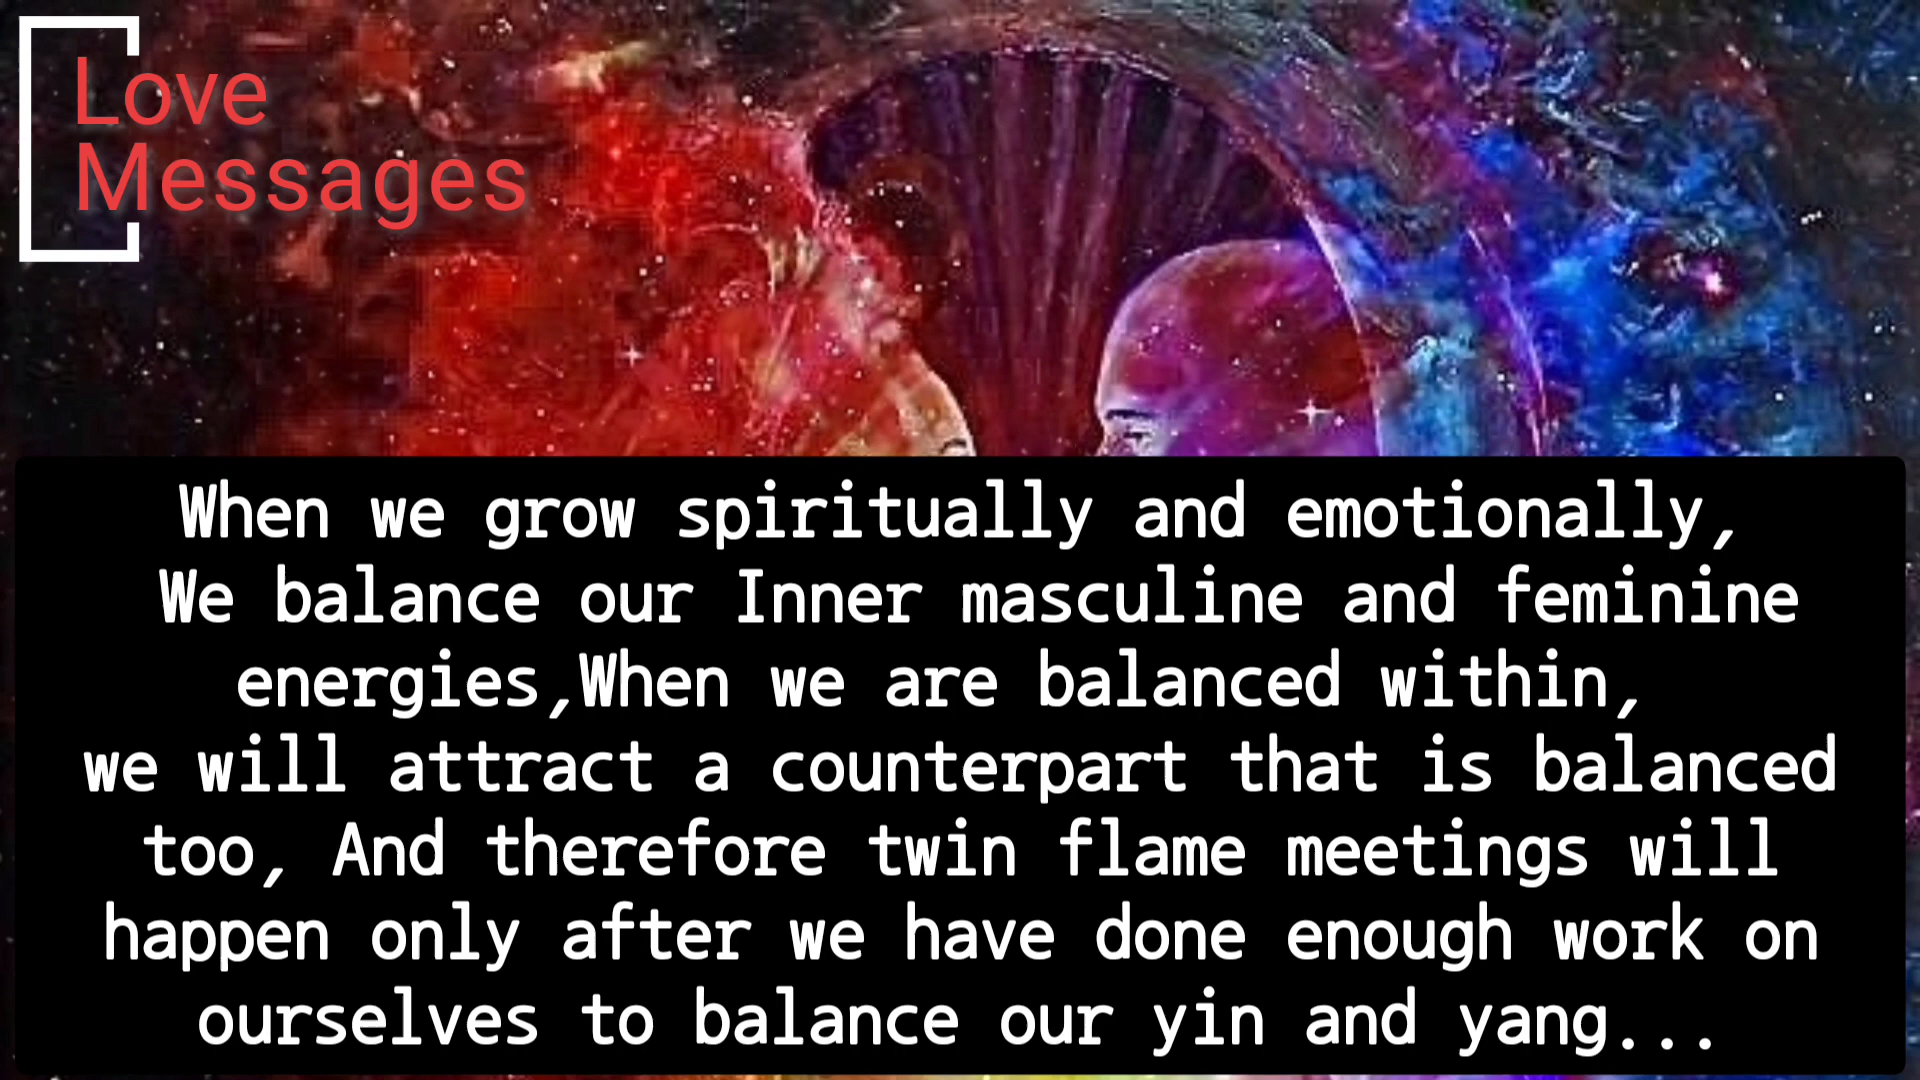 Love
Messages
When we grow spiritually and emotionally,
We balance our Inner masculine and feminine
energies,When we are balanced within,
we will attract a counterpart that is balanced
too, And therefore twin flame meetings will
happen only after we have done enough work on
ourselves to balance our yin and yang...